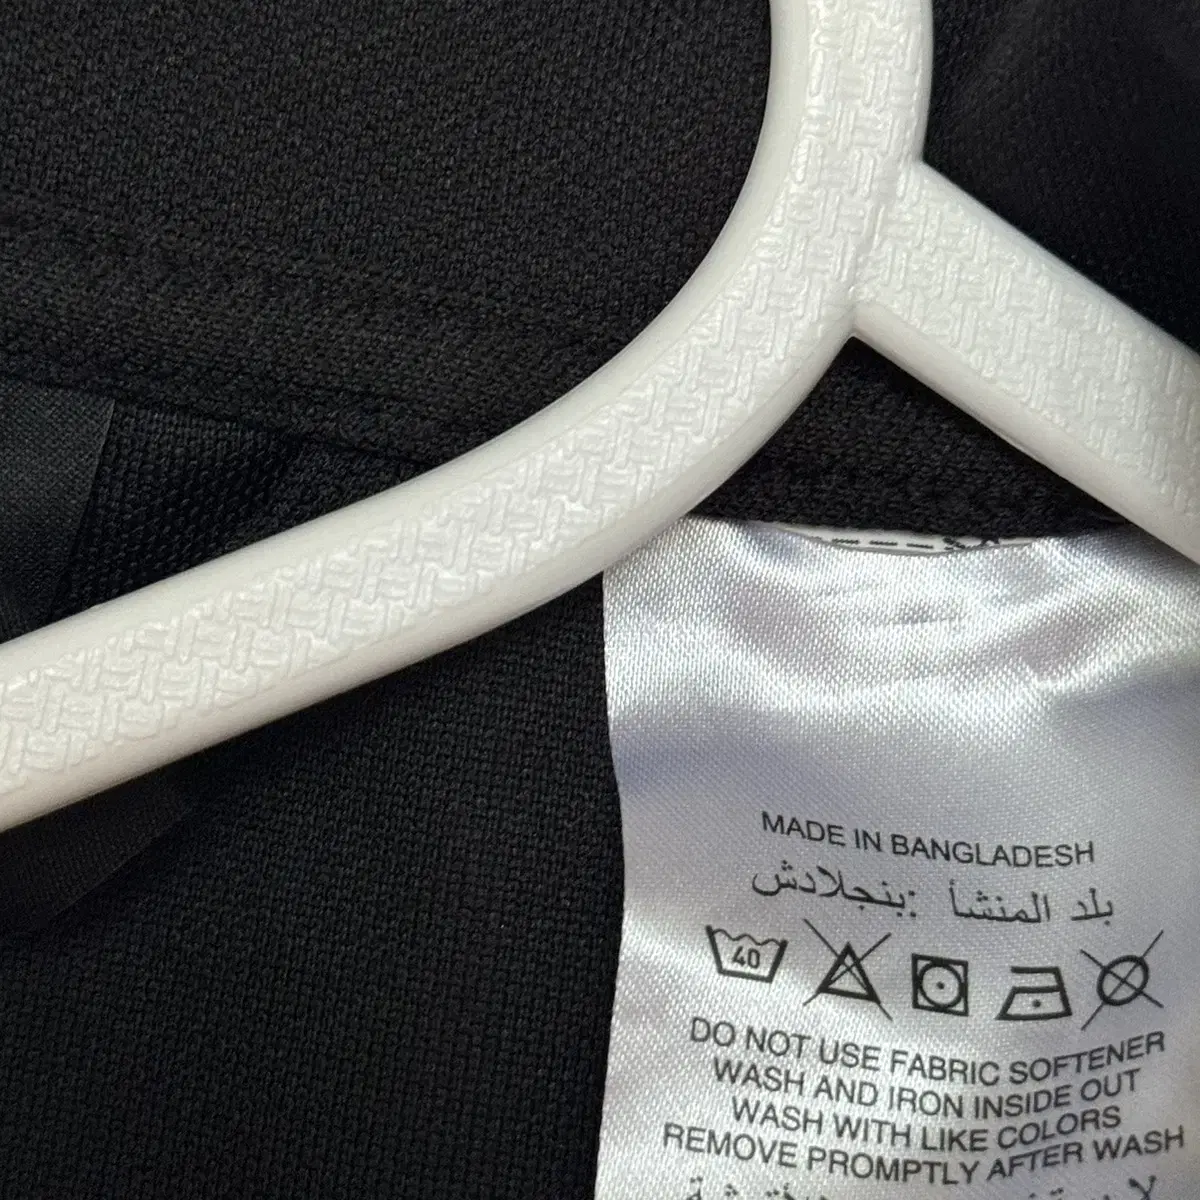 MADE IN BANGLADESH
بلد المنشأ :بنجلادش
40
DO NOT USE FABRIC SOFTENER
WASH AND IRON INSIDE OUT
WASH WITH LIKE COLORS
REMOVE PROMPTLY AFTER WASH